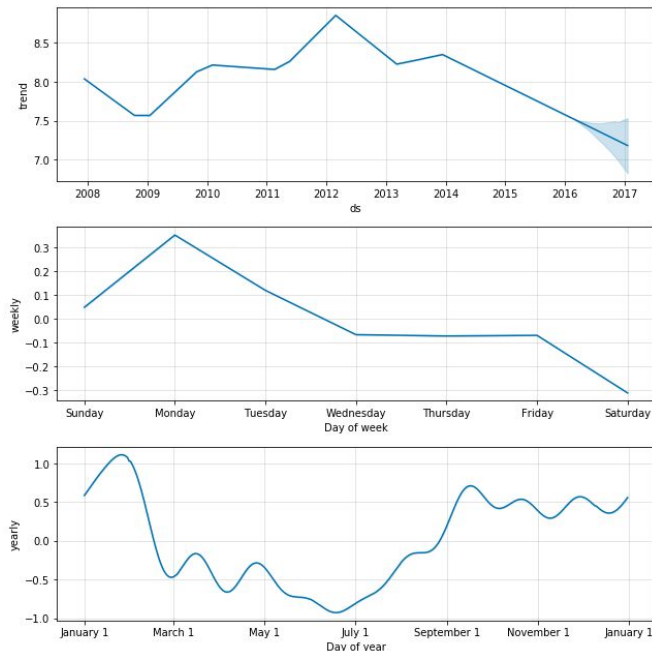 8.5
8.0
7.5
7.0
trend
2008 2009 2010 2011 2012 2013 2014 2015 2016 2017
ds
0.3
0.2
0.1
0.0
−0.1
−0.2
−0.3
weekly
Sunday Monday Tuesday Wednesday Thursday Friday Saturday
Day of week
1.0
0.5
0.0
−0.5
−1.0
yearly
January 1 March 1 May 1 July 1 September 1 November 1 January 1
Day of year